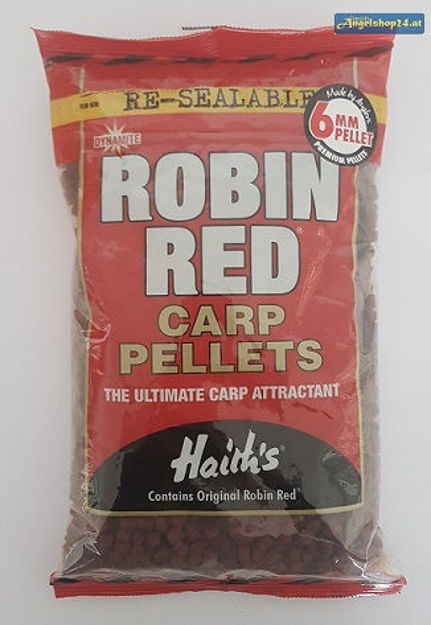 Angelshop24.at
RE-SEALABLE
Made by Anglers
6MM
PELLET
PREMIUM PELLETS
DYNAMITE
ROBIN
RED®
CARP
PELLETS
THE ULTIMATE CARP ATTRACTANT
Haith's®
Contains Original Robin Red